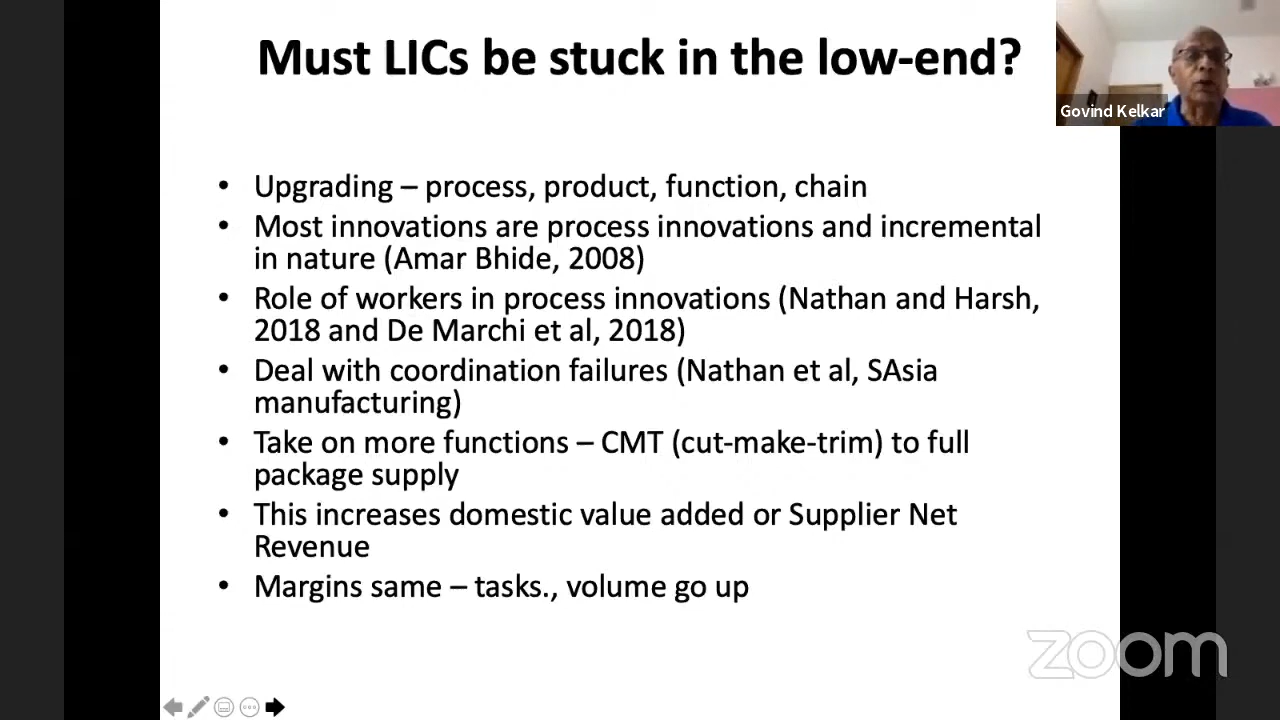 Must LICs be stuck in the low-end?
Govind Kelkar
• Upgrading – process, product, function, chain
• Most innovations are process innovations and incremental
in nature (Amar Bhide, 2008)
• Role of workers in process innovations (Nathan and Harsh,
2018 and De Marchi et al, 2018)
• Deal with coordination failures (Nathan et al, SAsia
manufacturing)
• Take on more functions – CMT (cut-make-trim) to full
package supply
• This increases domestic value added or Supplier Net
Revenue
• Margins same – tasks., volume go up
zoom